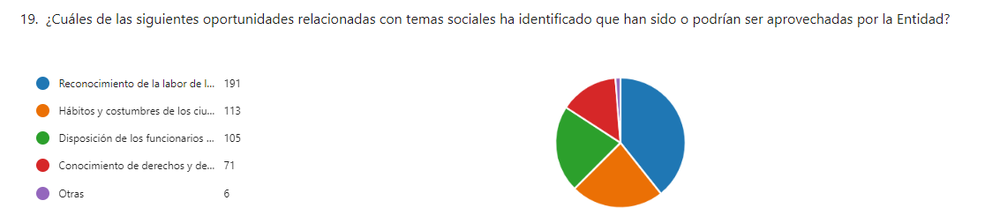 19. ¿Cuáles de las siguientes oportunidades relacionadas con temas sociales ha identificado que han sido o podrían ser aprovechadas por la Entidad?
Reconocimiento de la labor de l... 191
Hábitos y costumbres de los ciu... 113
Disposición de los funcionarios ... 105
Conocimiento de derechos y de... 71
Otras 6